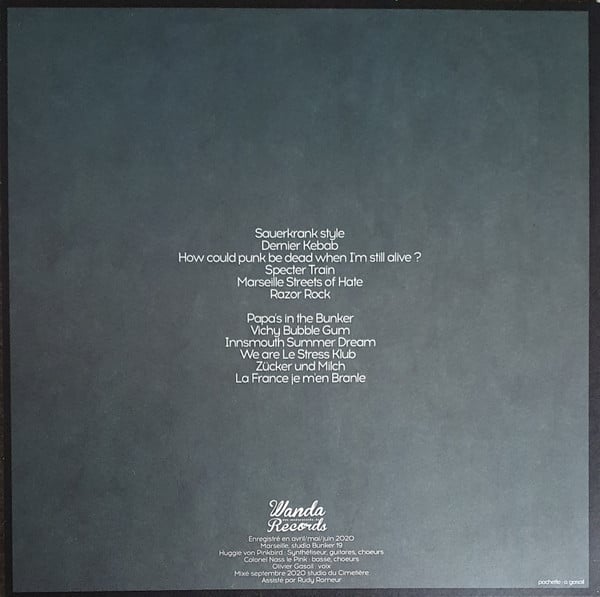 Sauerkrank style
Dernier Kebab
How could punk be dead when I'm still alive ?
Specter Train
Marseille Streets of Hate
Razor Rock
Papa's in the Bunker
Vichy Bubble Gum
Innsmouth Summer Dream
We are Le Stress Klub
Zücker und Milch
La France je m'en Branle
Wanda
Records
Enregistré en avril/mai/juin 2020
Marseille, studio Bunker 19
Huggie von Pinkbird : Synthétiseur, guitares, choeurs
Colonel Nass le Pink : basse, choeurs
Olivier Gasoil : voix
Mixé septembre 2020 studio du Cimetière
Assisté par Rudy Romeur
pochette : o. gasoil